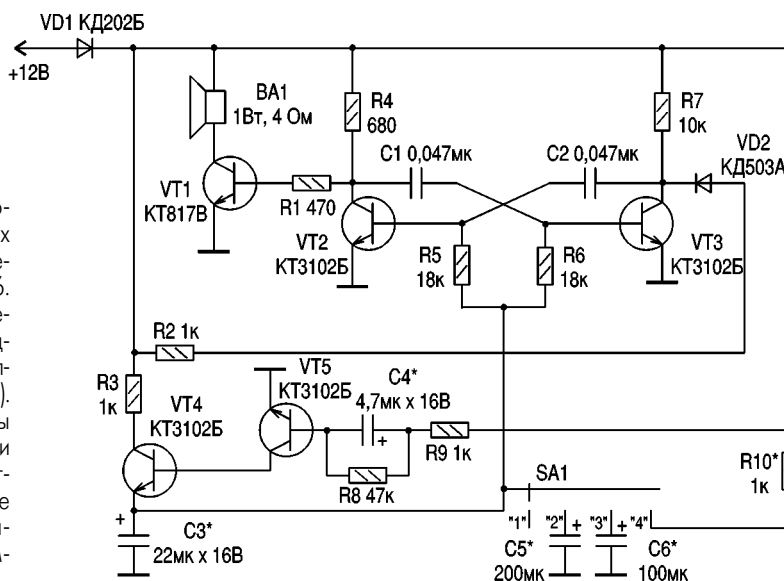 VD1 КД202Б
+12В
ВА1
1Вт, 4 Ом
R4
680
R7
10к
C1 0,047мк
C2 0,047мк
VD2
КД503А
VT1
КТ817В
R1 470
VT2
КТ3102Б
R5
18к
R6
18к
VT3
КТ3102Б
R2 1к
R3
1к
VT4
КТ3102Б
VT5
КТ3102Б
C4*
4,7мк х 16В
+
R9 1к
R8 47к
SA1
R10*
1к
"1" "2" + "3" + "4"
+
C3*
22мк х 16В
C5*
200мк
C6*
100мк